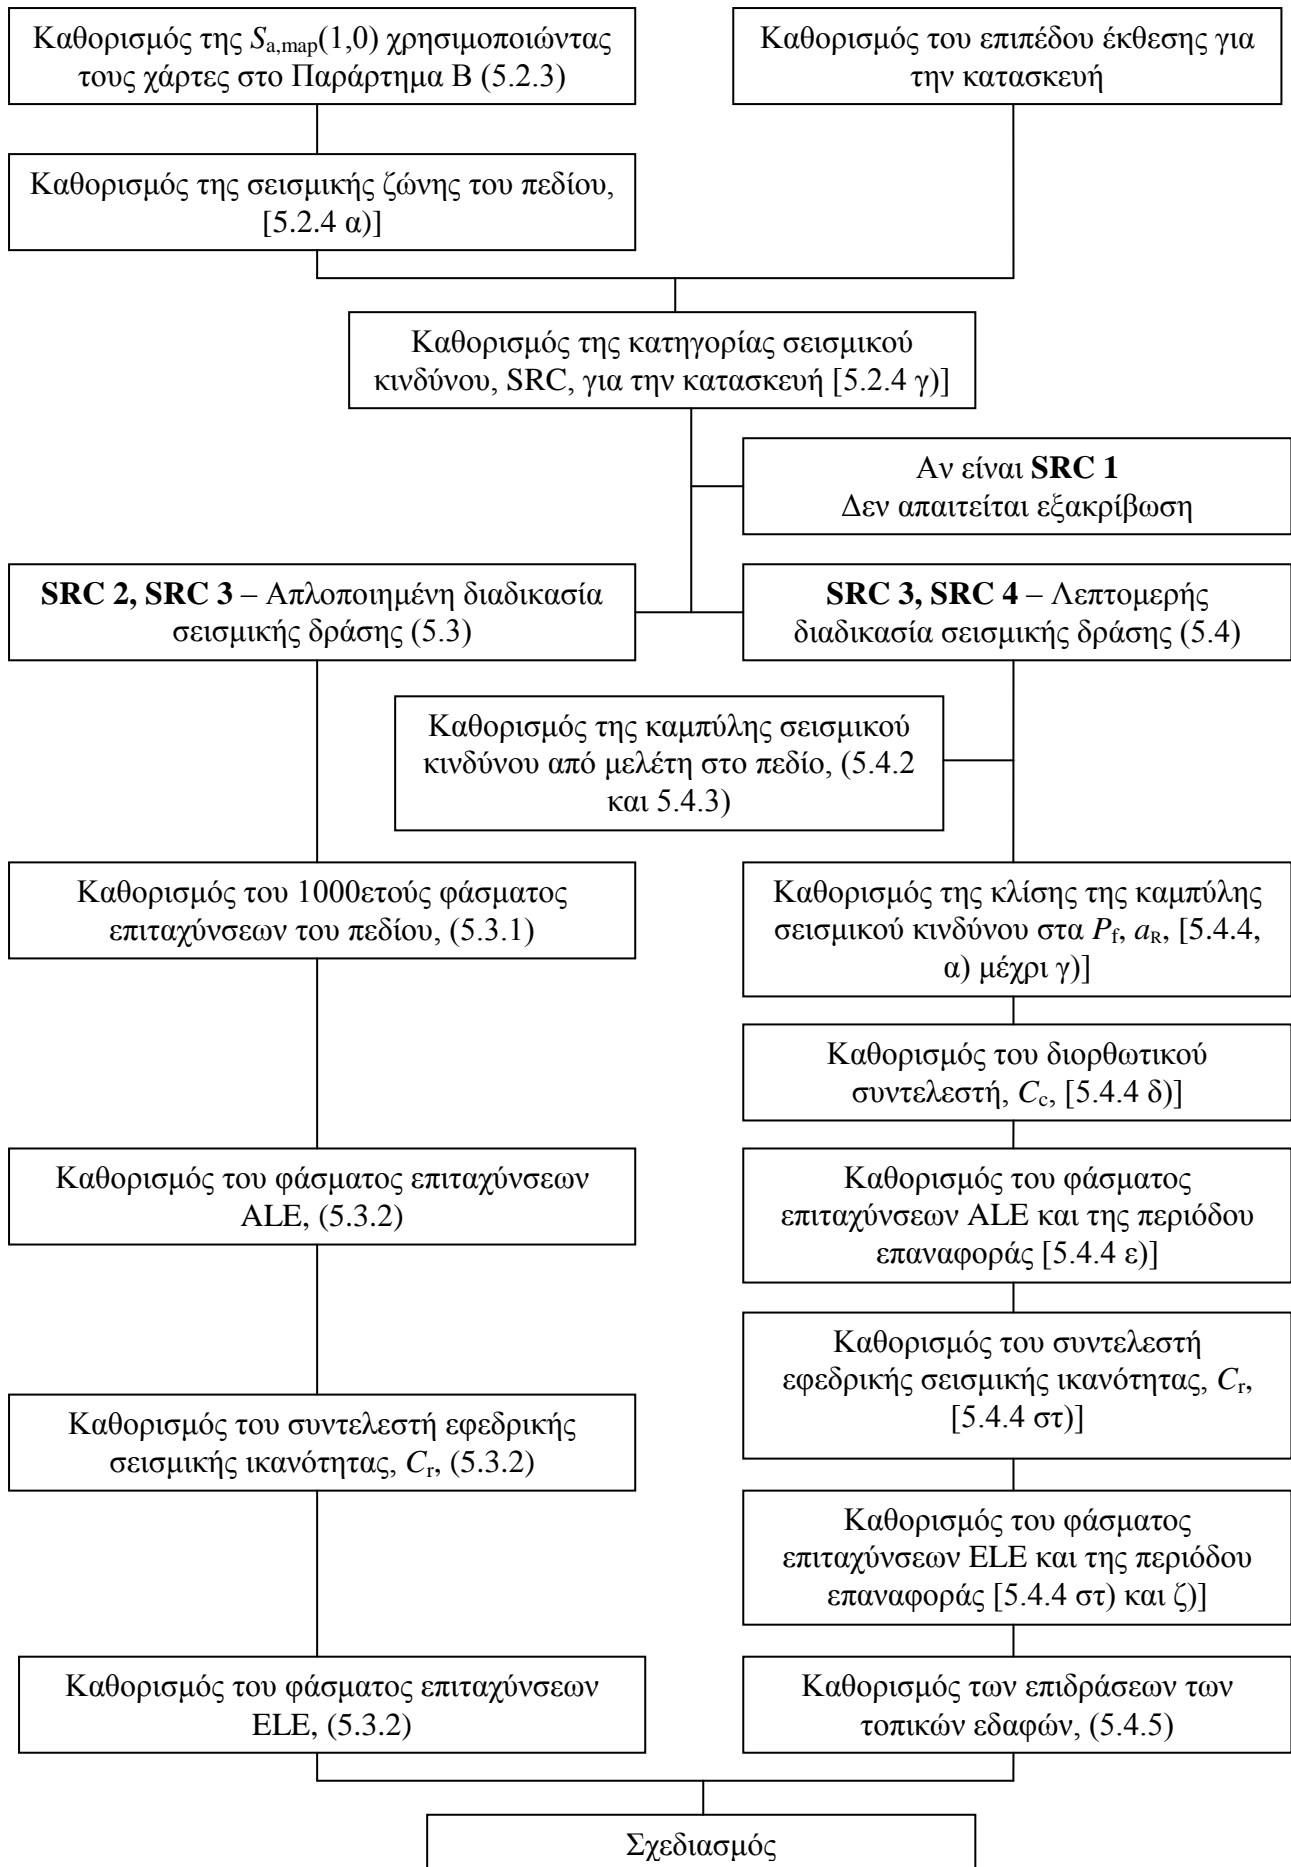 Καθορισμός της Sa,map(1,0) χρησιμοποιώντας
τους χάρτες στο Παράρτημα Β (5.2.3)
Καθορισμός του επιπέδου έκθεσης για
την κατασκευή
Καθορισμός της σεισμικής ζώνης του πεδίου,
[5.2.4 α)]
Καθορισμός της κατηγορίας σεισμικού
κινδύνου, SRC, για την κατασκευή [5.2.4 γ)]
Αν είναι SRC 1
Δεν απαιτείται εξακρίβωση
SRC 2, SRC 3 – Απλοποιημένη διαδικασία
σεισμικής δράσης (5.3)
SRC 3, SRC 4 – Λεπτομερής
διαδικασία σεισμικής δράσης (5.4)
Καθορισμός της καμπύλης σεισμικού
κινδύνου από μελέτη στο πεδίο, (5.4.2
και 5.4.3)
Καθορισμός του 1000ετούς φάσματος
επιταχύνσεων του πεδίου, (5.3.1)
Καθορισμός της κλίσης της καμπύλης
σεισμικού κινδύνου στα Pf, aR, [5.4.4,
α) μέχρι γ)]
Καθορισμός του διορθωτικού
συντελεστή, Cc, [5.4.4 δ)]
Καθορισμός του φάσματος επιταχύνσεων
ALE, (5.3.2)
Καθορισμός του φάσματος
επιταχύνσεων ALE και της περιόδου
επαναφοράς [5.4.4 ε)]
Καθορισμός του συντελεστή
εφεδρικής σεισμικής ικανότητας, Cr,
[5.4.4 στ)]
Καθορισμός του συντελεστή εφεδρικής
σεισμικής ικανότητας, Cr, (5.3.2)
Καθορισμός του φάσματος
επιταχύνσεων ELE και της περιόδου
επαναφοράς [5.4.4 στ) και ζ)]
Καθορισμός του φάσματος επιταχύνσεων
ELE, (5.3.2)
Καθορισμός των επιδράσεων των
τοπικών εδαφών, (5.4.5)
Σχεδιασμός